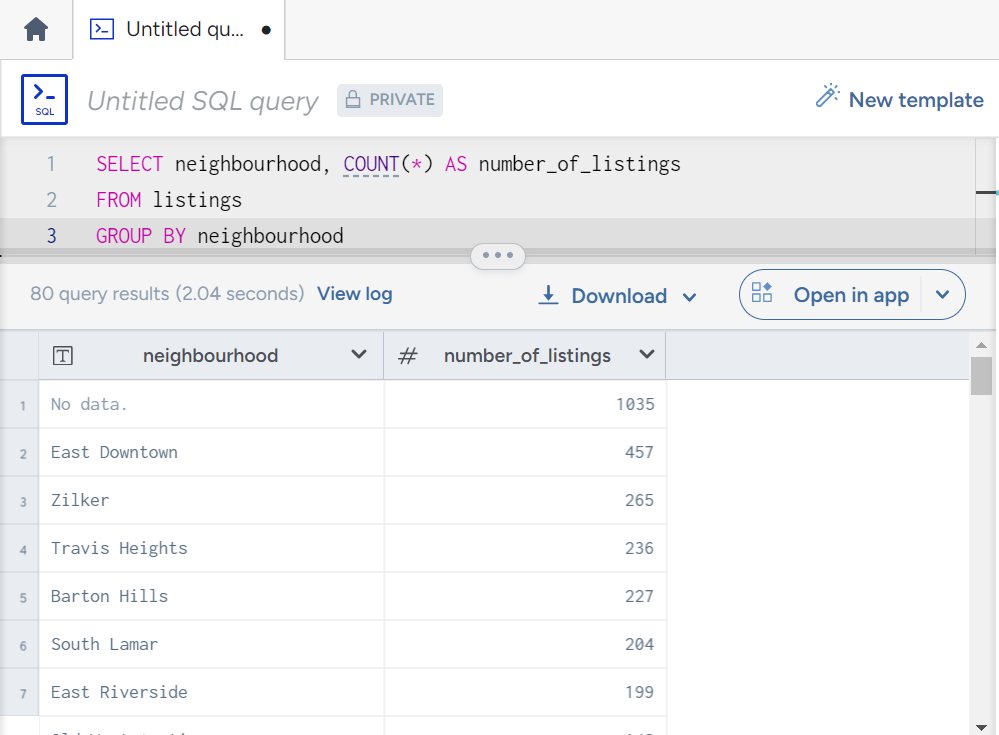 Untitled qu...
SQL
Untitled SQL query
PRIVATE
New template
1 SELECT neighbourhood, COUNT(*) AS number_of_listings
2 FROM listings
3 GROUP BY neighbourhood
80 query results (2.04 seconds) View log Download Open in app
T neighbourhood # number_of_listings
1 No data. 1035
2 East Downtown 457
3 Zilker 265
4 Travis Heights 236
5 Barton Hills 227
6 South Lamar 204
7 East Riverside 199